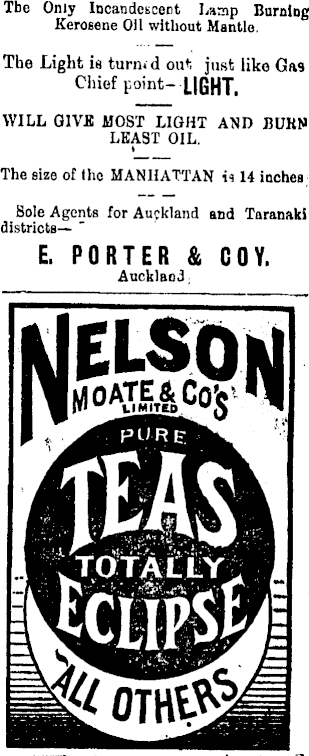 The Only Incandescent Lamp Burning
Kerosene Oil without Mantle.
The Light is turned out just like Gas
Chief point— LIGHT.
WILL GIVE MOST LIGHT AND BURN
LEAST OIL.
The size of the MANHATTAN is 14 inches
Sole Agents for Auckland and Taranaki
districts—
E. PORTER & COY.
Auckland.
NELSON
MOATE & CO'S
LIMITED
PURE
TEAS
TOTALLY
ECLIPSE
ALL OTHERS